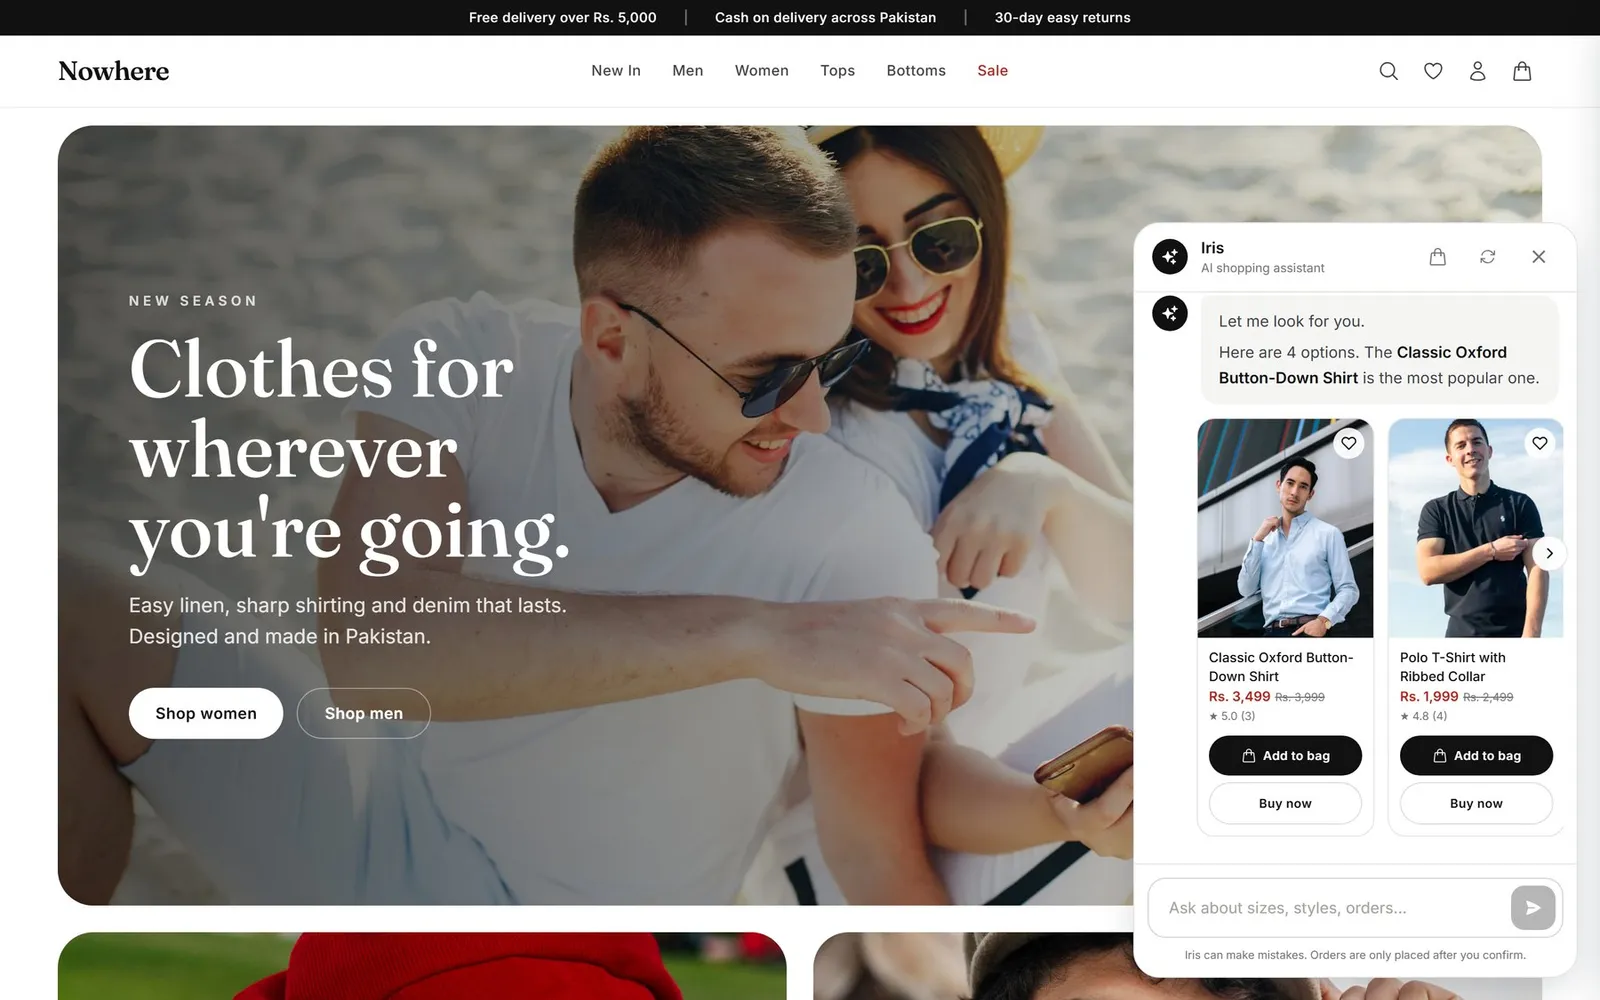 Free delivery over Rs. 5,000 | Cash on delivery across Pakistan | 30-day easy returns
Nowhere
New In Men Women Tops Bottoms Sale
NEW SEASON
Clothes for
wherever
you're going.
Easy linen, sharp shirting and denim that lasts.
Designed and made in Pakistan.
Shop women
Shop men
Iris
AI shopping assistant
Let me look for you.
Here are 4 options. The Classic Oxford
Button-Down Shirt is the most popular one.
Classic Oxford Button-
Down Shirt
Rs. 3,499 Rs. 3,999
★ 5.0 (3)
Add to bag
Buy now
Polo T-Shirt with
Ribbed Collar
Rs. 1,999 Rs. 2,499
★ 4.8 (4)
Add to bag
Buy now
Ask about sizes, styles, orders...
Iris can make mistakes. Orders are only placed after you confirm.